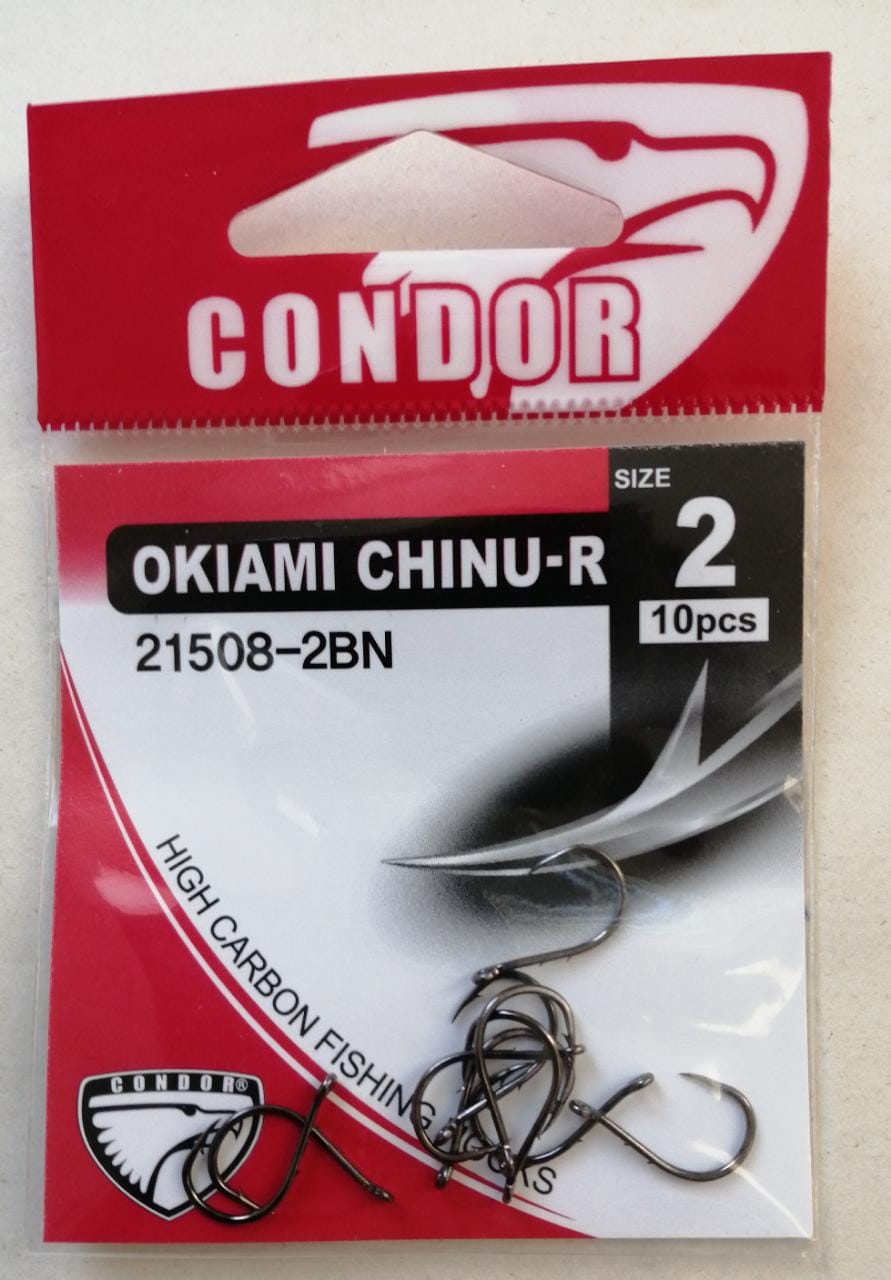 CONDOR
SIZE
2
10pcs
OKIAMI CHINU-R
21508-2BN
HIGH CARBON FISHING
CONDOR®